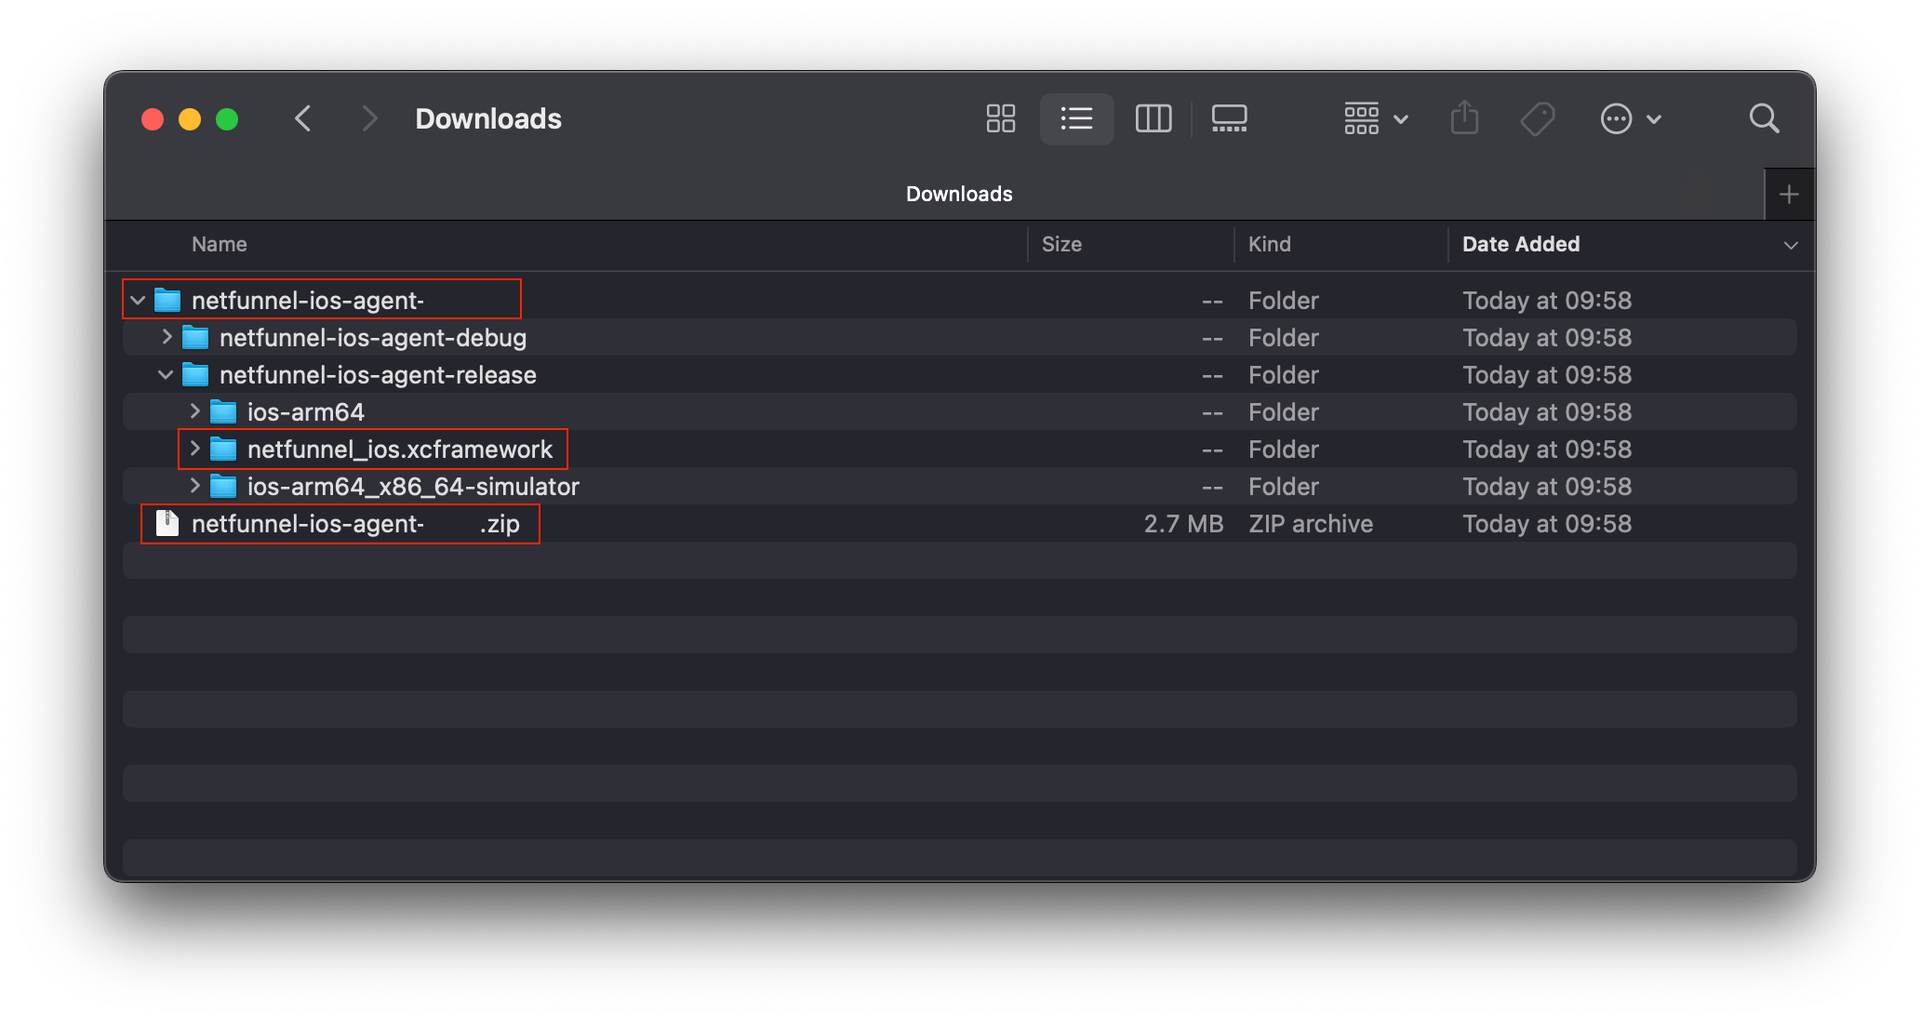 Downloads
Downloads
Name Size Kind Date Added
netfunnel-ios-agent- -- Folder Today at 09:58
netfunnel-ios-agent-debug -- Folder Today at 09:58
netfunnel-ios-agent-release -- Folder Today at 09:58
ios-arm64 -- Folder Today at 09:58
netfunnel_ios.xcframework -- Folder Today at 09:58
ios-arm64_x86_64-simulator -- Folder Today at 09:58
netfunnel-ios-agent- .zip 2.7 MB ZIP archive Today at 09:58